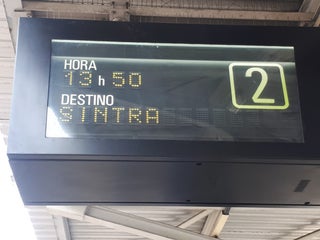 HORA
13 h 50
2
DESTINO
SINTRA